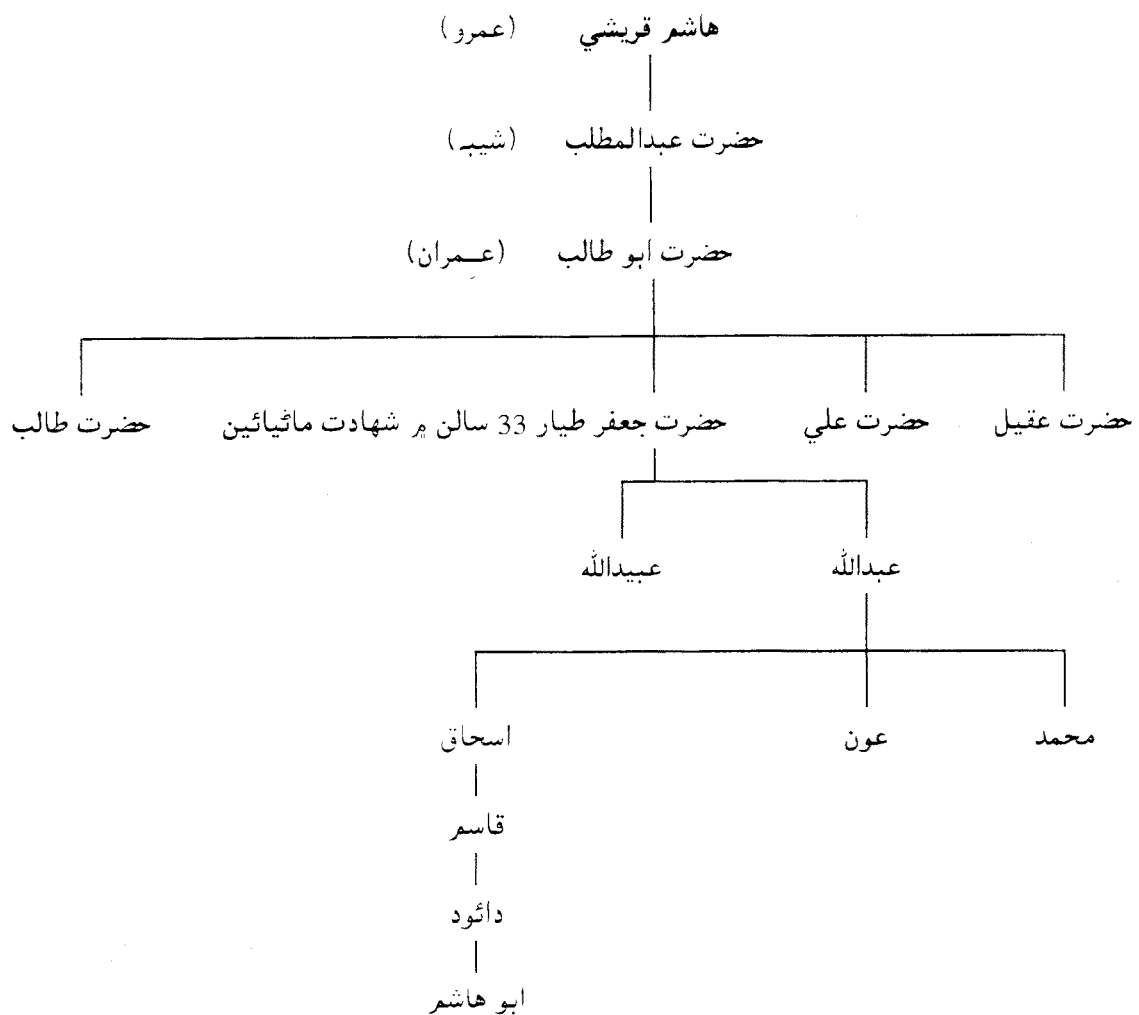 هاشم قريشي (عمرو)
حضرت عبدالمطلب (شيبہ)
حضرت ابو طالب (عِمران)
حضرت عقيل حضرت علي حضرت جعفر طيار 33 سالن ۾ شهادت ماڻيائين حضرت طالب
عبدالله عبيدالله
محمد عون اسحاق
قاسم
دائود
ابو هاشم